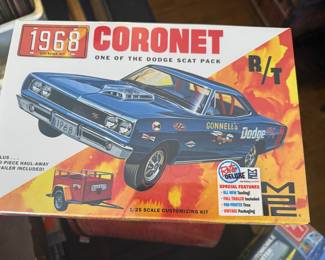 1968
CORONET
ONE OF THE DODGE SCAT PACK
R/T
CONNELL's
Dodge
1968
PLUS...
PIECE HAUL AWAY
TRAILER INCLUDED!
DELUXE
SPECIAL FEATURES
ALL NEW Tooling!
FULL TRAILER Included
PAD-PRINTED Tires
VINTAGE Packaging
MPC
1/25 SCALE CUSTOMIZING KIT